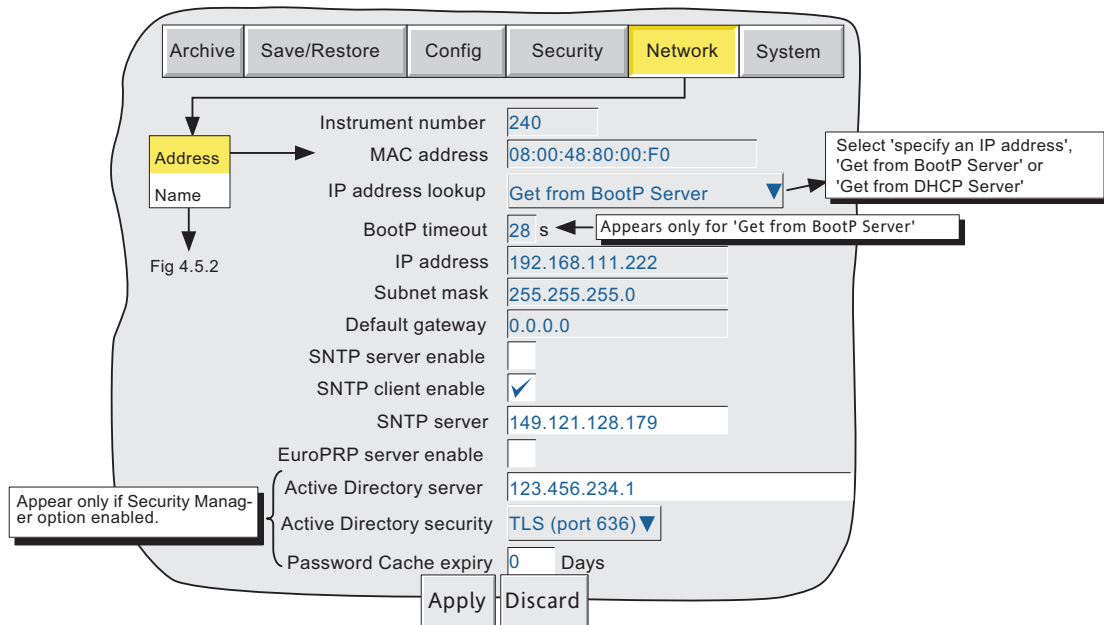 Archive Save/Restore Config Security Network System
Address
Name
Fig 4.5.2
Instrument number 240
MAC address 08:00:48:80:00:F0
IP address lookup Get from BootP Server
Select 'specify an IP address',
'Get from BootP Server' or
'Get from DHCP Server'
BootP timeout 28 s
Appears only for 'Get from BootP Server'
IP address 192.168.111.222
Subnet mask 255.255.255.0
Default gateway 0.0.0.0
SNTP server enable
SNTP client enable
SNTP server 149.121.128.179
EuroPRP server enable
Appear only if Security Manag-
er option enabled.
Active Directory server 123.456.234.1
Active Directory security TLS (port 636)
Password Cache expiry 0 Days
Apply Discard